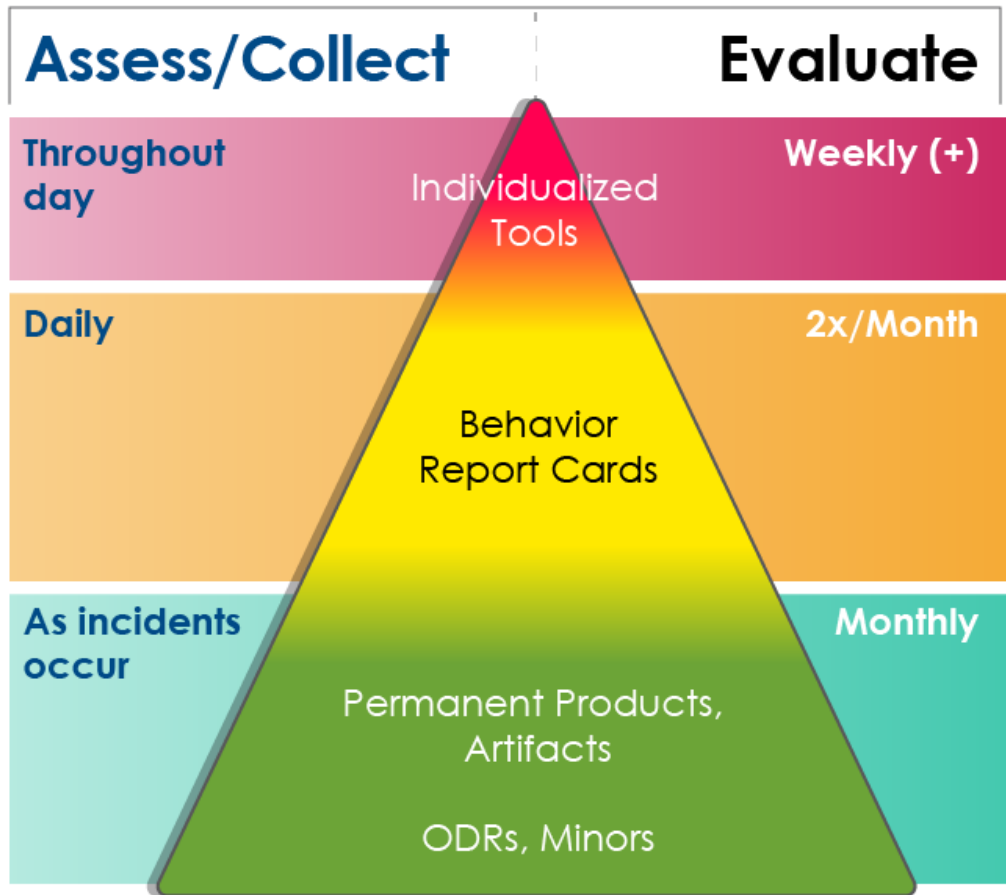 Assess/Collect
Evaluate
Throughout
day
Individualized
Tools
Weekly (+)
Daily
Behavior
Report Cards
2x/Month
As incidents
occur
Permanent Products,
Artifacts
ODRs, Minors
Monthly